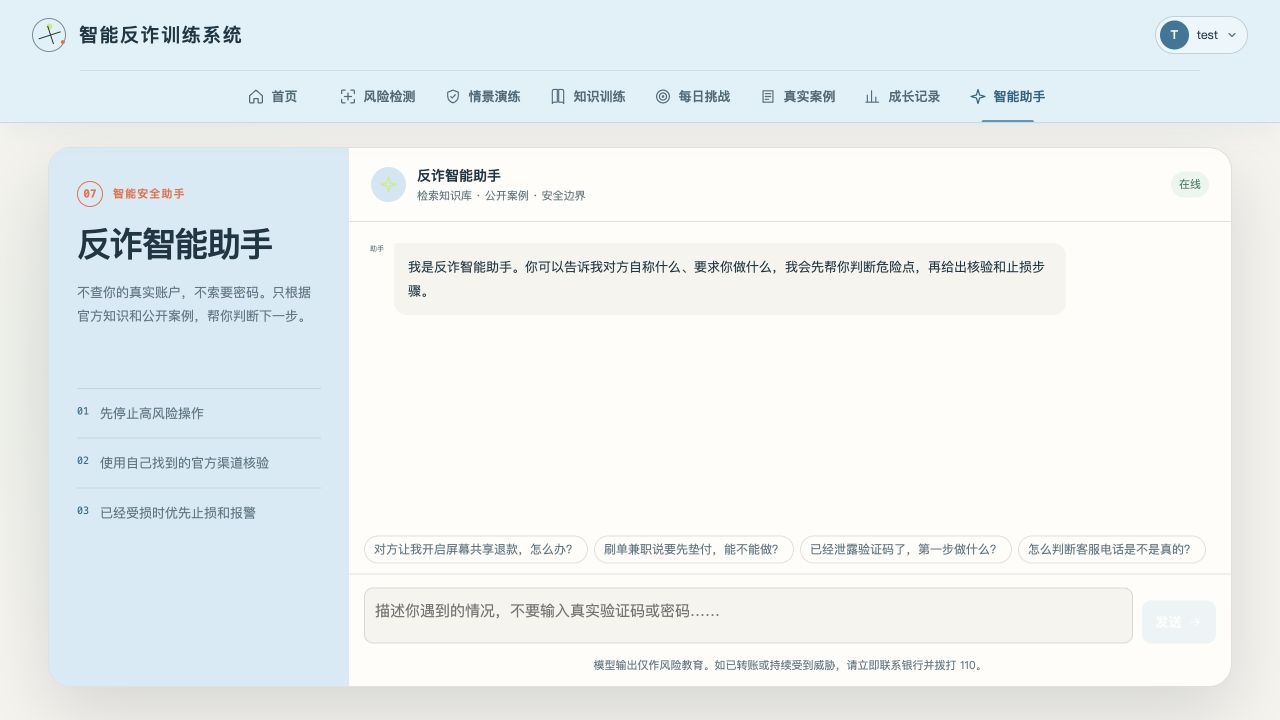 智能反诈训练系统
T test
首页 风险检测 情景演练 知识训练 每日挑战 真实案例 成长记录 智能助手
07 智能安全助手
反诈智能助手
不查你的真实账户，不索要密码。只根据
官方知识和公开案例，帮你判断下一步。
01 先停止高风险操作
02 使用自己找到的官方渠道核验
03 已经受损时优先止损和报警
反诈智能助手
检索知识库 · 公开案例 · 安全边界
在线
助手
我是反诈智能助手。你可以告诉我对方自称什么、要求你做什么，我会先帮你判断危险点，再给出核验和止损步
骤。
对方让我开启屏幕共享退款，怎么办？ 刷单兼职说要先垫付，能不能做？ 已经泄露验证码了，第一步做什么？ 怎么判断客服电话是不是真的？
描述你遇到的情况，不要输入真实验证码或密码……
发送 →
模型输出仅作风险教育。如已转账或持续受到威胁，请立即联系银行并拨打 110。